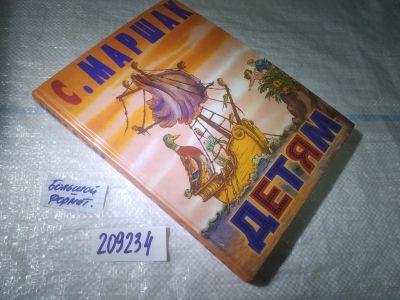 С. МАРШАК
ДЕТЯМ
большой
формат.
209234